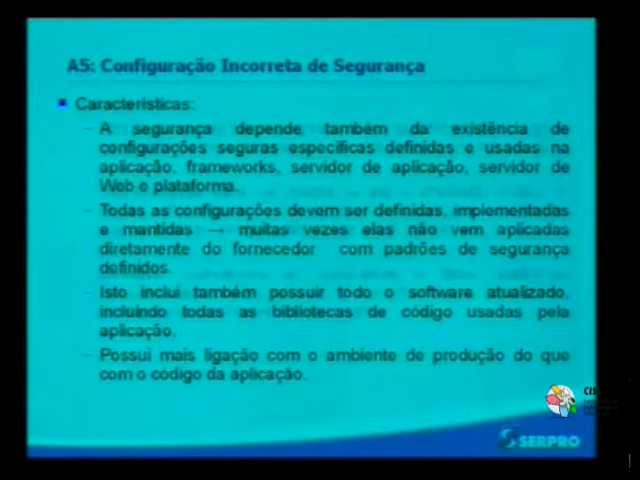 A5: Configuração Incorreta de Segurança
Características:
– A segurança depende também da existência de
configurações seguras específicas definidas e usadas na
aplicação, frameworks, servidor de aplicação, servidor de
Web e plataforma.
– Todas as configurações devem ser definidas, implementadas
e mantidas → muitas vezes elas não vem aplicadas
diretamente do fornecedor com padrões de segurança
definidos.
– Isto inclui também possuir todo o software atualizado,
incluindo todas as bibliotecas de código usadas pela
aplicação.
– Possui mais ligação com o ambiente de produção do que
com o código da aplicação.
SERPRO